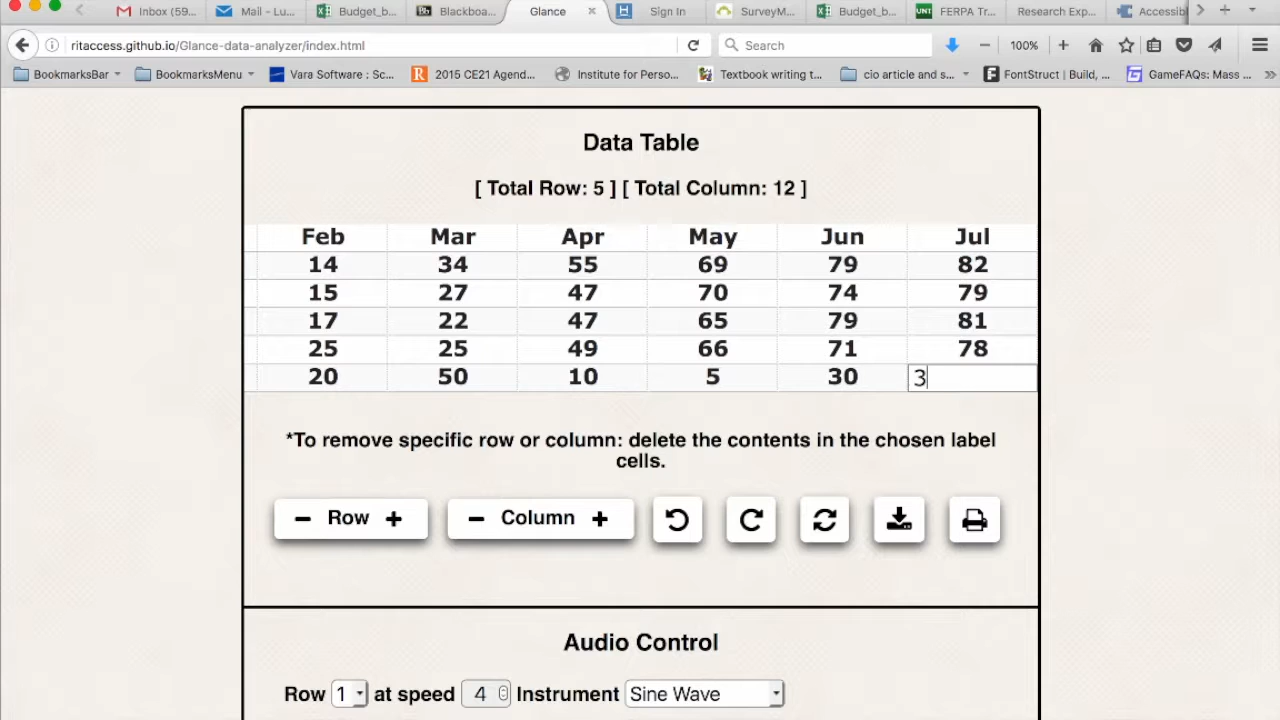 Inbox (59... Mail – Lu... Budget_b... Bb Blackboa... Glance Sign In SurveyM... Budget_b... UNI FERPA Tr... Research Exp... Accessibl
ritaccess.github.io/Glance-data-analyzer/index.html Search 100%
BookmarksBar BookmarksMenu Vara Software : Sc... R 2015 CE21 Agend... Institute for Perso... Textbook writing t... cio article and s... F FontStruct | Build, ... G GameFAQs: Mass ... »
Data Table
[ Total Row: 5 ] [ Total Column: 12 ]
Feb Mar Apr May Jun Jul
14 34 55 69 79 82
15 27 47 70 74 79
17 22 47 65 79 81
25 25 49 66 71 78
20 50 10 5 30 3
*To remove specific row or column: delete the contents in the chosen label
cells.
− Row + − Column +
Audio Control
Row 1 at speed 4 Instrument Sine Wave